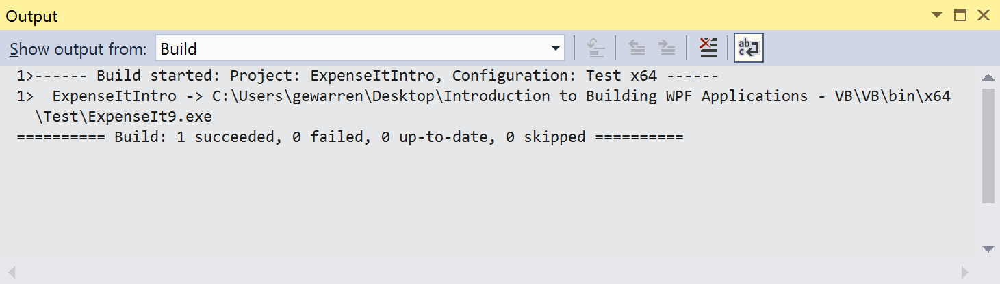 Output
Show output from: Build
1>------ Build started: Project: ExpenseItIntro, Configuration: Test x64 ------
1>  ExpenseItIntro -> C:\Users\gewarren\Desktop\Introduction to Building WPF Applications - VB\VB\bin\x64
\Test\ExpenseIt9.exe
========== Build: 1 succeeded, 0 failed, 0 up-to-date, 0 skipped ==========